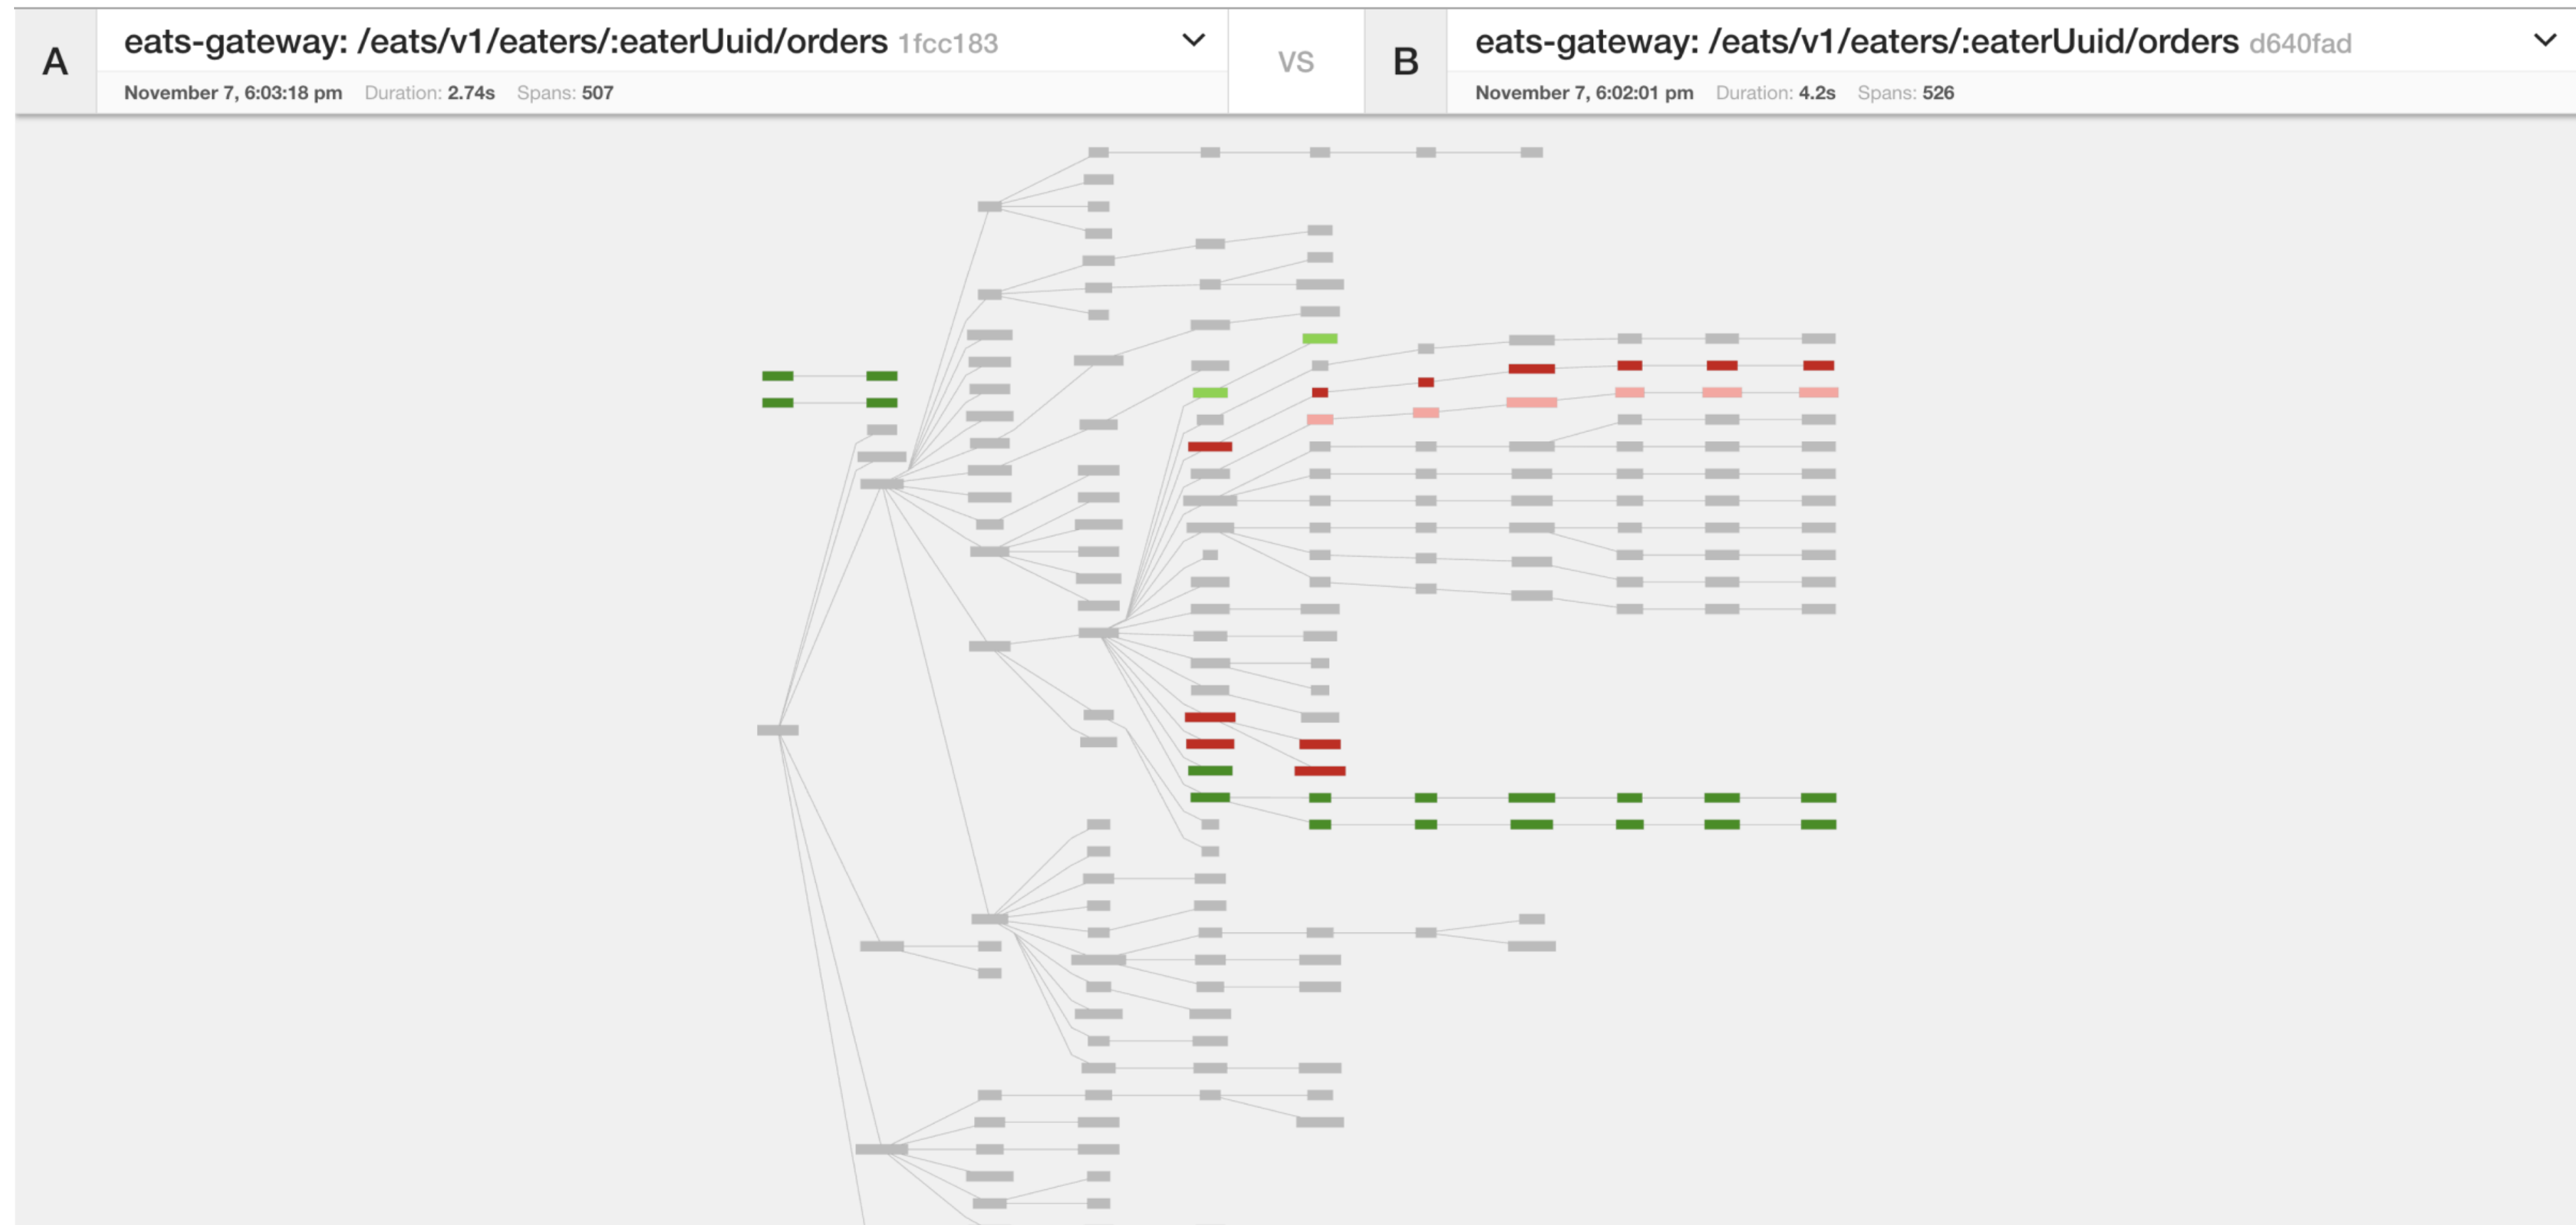 A
eats-gateway: /eats/v1/eaters/:eaterUuid/orders 1fcc183
November 7, 6:03:18 pm Duration: 2.74s Spans: 507
VS
B
eats-gateway: /eats/v1/eaters/:eaterUuid/orders d640fad
November 7, 6:02:01 pm Duration: 4.2s Spans: 526